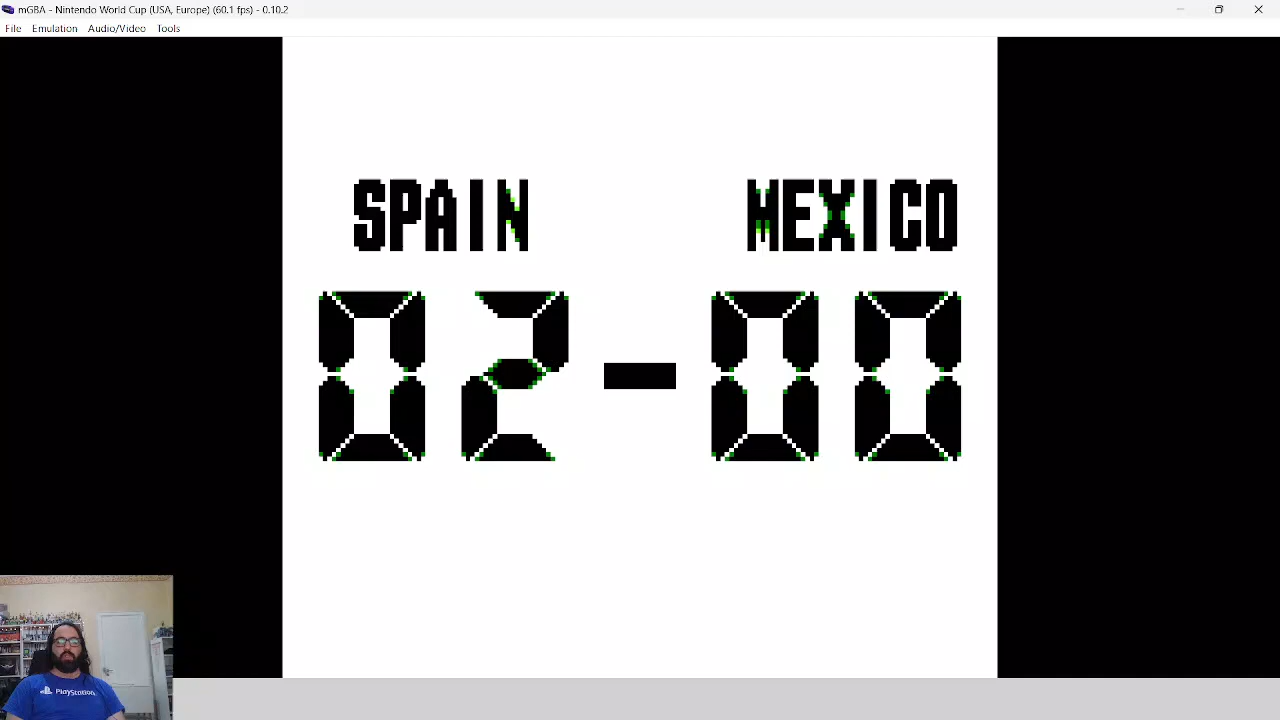 mGBA - Nintendo World Cup (USA, Europe) (60.1 fps) - 0.10.2
File Emulation Audio/Video Tools
SPAIN MEXICO
02-00
PlayStation